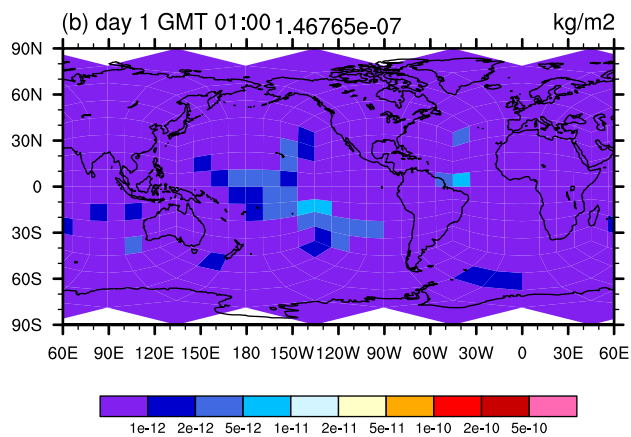 (b) day 1 GMT 01:00 1.46765e-07 kg/m2
90N
60N
30N
0
30S
60S
90S
60E 90E 120E 150E 180 150W 120W 90W 60W 30W 0 30E 60E
1e-12 2e-12 5e-12 1e-11 2e-11 5e-11 1e-10 2e-10 5e-10